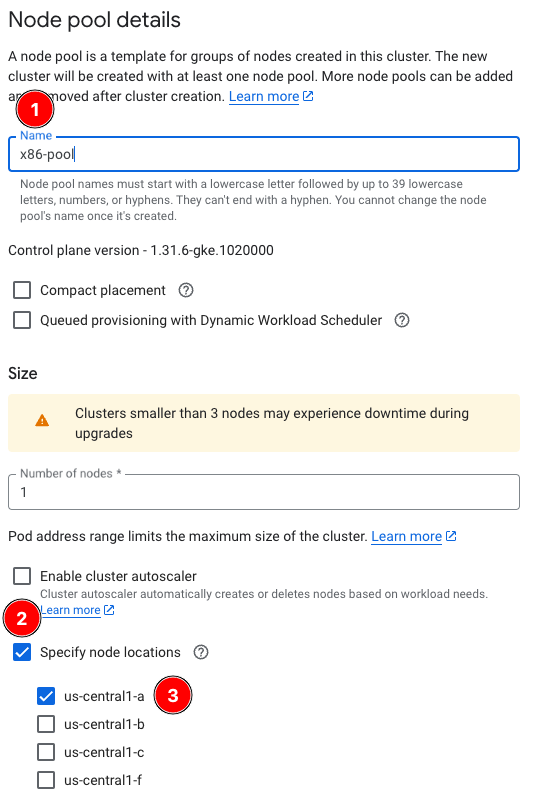 Node pool details
A node pool is a template for groups of nodes created in this cluster. The new
cluster will be created with at least one node pool. More node pools can be added
moved after cluster creation. Learn more
1
Name
x86-pool
Node pool names must start with a lowercase letter followed by up to 39 lowercase
letters, numbers, or hyphens. They can't end with a hyphen. You cannot change the node
pool's name once it's created.
Control plane version - 1.31.6-gke.1020000
Compact placement
Queued provisioning with Dynamic Workload Scheduler
Size
Clusters smaller than 3 nodes may experience downtime during
upgrades
Number of nodes *
1
Pod address range limits the maximum size of the cluster. Learn more
Enable cluster autoscaler
Cluster autoscaler automatically creates or deletes nodes based on workload needs.
Learn more
2
Specify node locations
us-central1-a
3
us-central1-b
us-central1-c
us-central1-f